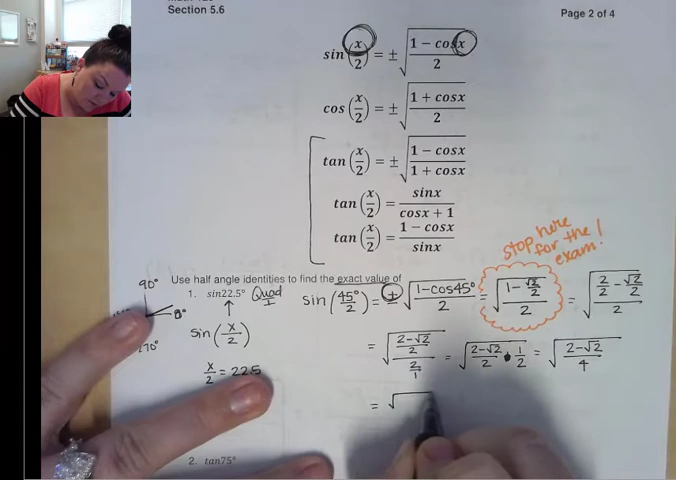 Section 5.6
Page 2 of 4
sin(x/2) = ± √((1 − cosx)/2)
cos(x/2) = ± √((1 + cosx)/2)
tan(x/2) = ± √((1 − cosx)/(1 + cosx))
tan(x/2) = sinx/(cosx + 1)
tan(x/2) = (1 − cosx)/sinx
stop here
for the
exam!
Use half angle identities to find the exact value of
90°
1. sin22.5° Quad I
sin(45°/2) = ± √((1−cos45°)/2) = √((1 − √2/2)/2) = √((2/2 − √2/2)/2)
sin(x/2)
= √(((2−√2)/2)/(2/1)) = √((2−√2)/2 • 1/2) = √((2−√2)/4)
x/2 = 22.5
= √
2. tan75°